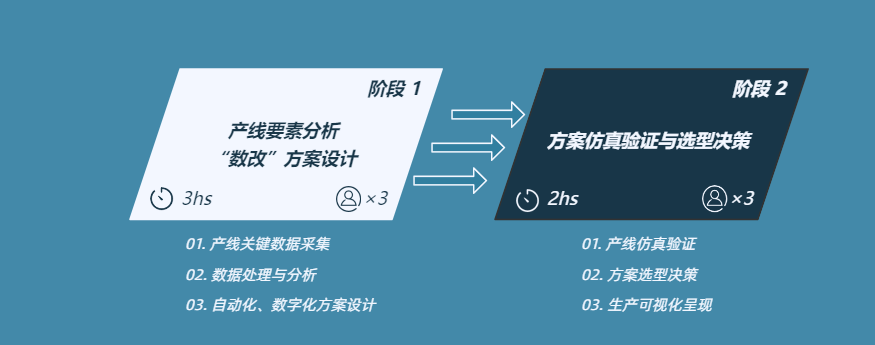 阶段 1
产线要素分析
“数改”方案设计
3hs
×3
01. 产线关键数据采集
02. 数据处理与分析
03. 自动化、数字化方案设计
阶段 2
方案仿真验证与选型决策
2hs
×3
01. 产线仿真验证
02. 方案选型决策
03. 生产可视化呈现